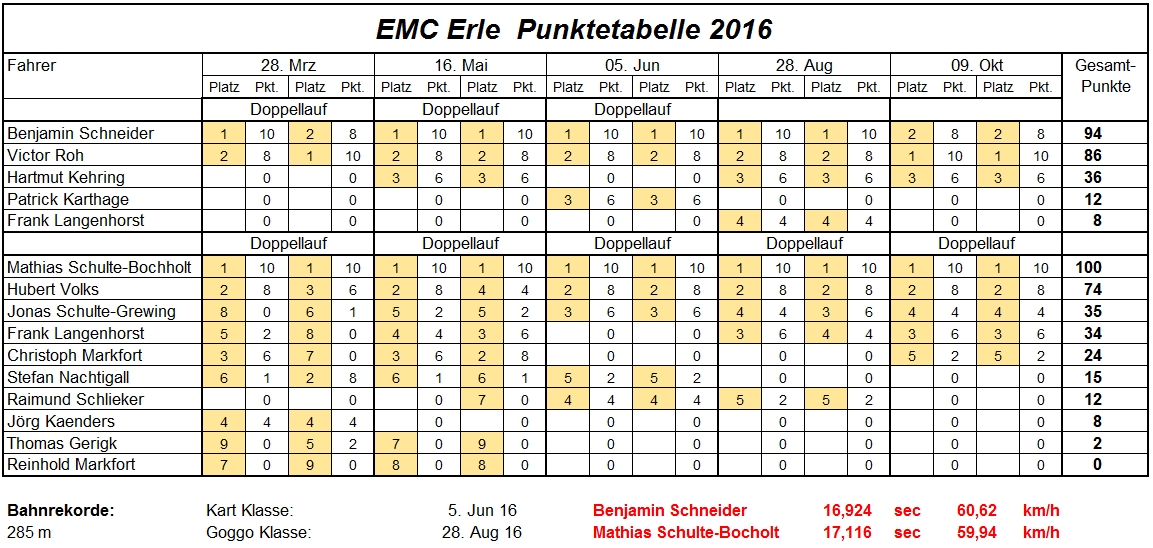 EMC Erle Punktetabelle 2016
Fahrer 28. Mrz 16. Mai 05. Jun 28. Aug 09. Okt Gesamt-
Platz Pkt. Platz Pkt. Platz Pkt. Platz Pkt. Platz Pkt. Platz Pkt. Platz Pkt. Platz Pkt. Platz Pkt. Platz Pkt. Punkte
Doppellauf Doppellauf Doppellauf
Benjamin Schneider 1 10 2 8 1 10 1 10 1 10 1 10 1 10 1 10 2 8 2 8 94
Victor Roh 2 8 1 10 2 8 2 8 2 8 2 8 2 8 2 8 1 10 1 10 86
Hartmut Kehring 0 0 3 6 3 6 0 0 3 6 3 6 3 6 3 6 36
Patrick Karthage 0 0 0 0 3 6 3 6 0 0 0 0 12
Frank Langenhorst 0 0 0 0 0 0 4 4 4 4 0 0 8
Doppellauf Doppellauf Doppellauf Doppellauf Doppellauf
Mathias Schulte-Bochholt 1 10 1 10 1 10 1 10 1 10 1 10 1 10 1 10 1 10 1 10 100
Hubert Volks 2 8 3 6 2 8 4 4 2 8 2 8 2 8 2 8 2 8 2 8 74
Jonas Schulte-Grewing 8 0 6 1 5 2 5 2 3 6 3 6 4 4 3 6 4 4 4 4 35
Frank Langenhorst 5 2 8 0 4 4 3 6 0 0 3 6 4 4 3 6 3 6 34
Christoph Markfort 3 6 7 0 3 6 2 8 0 0 0 0 5 2 5 2 24
Stefan Nachtigall 6 1 2 8 6 1 6 1 5 2 5 2 0 0 0 0 15
Raimund Schlieker 0 0 0 7 0 4 4 4 4 5 2 5 2 0 0 12
Jörg Kaenders 4 4 4 4 0 0 0 0 0 0 0 0 8
Thomas Gerigk 9 0 5 2 7 0 9 0 0 0 0 0 0 0 2
Reinhold Markfort 7 0 9 0 8 0 8 0 0 0 0 0 0 0 0
Bahnrekorde: Kart Klasse: 5. Jun 16 Benjamin Schneider 16,924 sec 60,62 km/h
285 m Goggo Klasse: 28. Aug 16 Mathias Schulte-Bocholt 17,116 sec 59,94 km/h